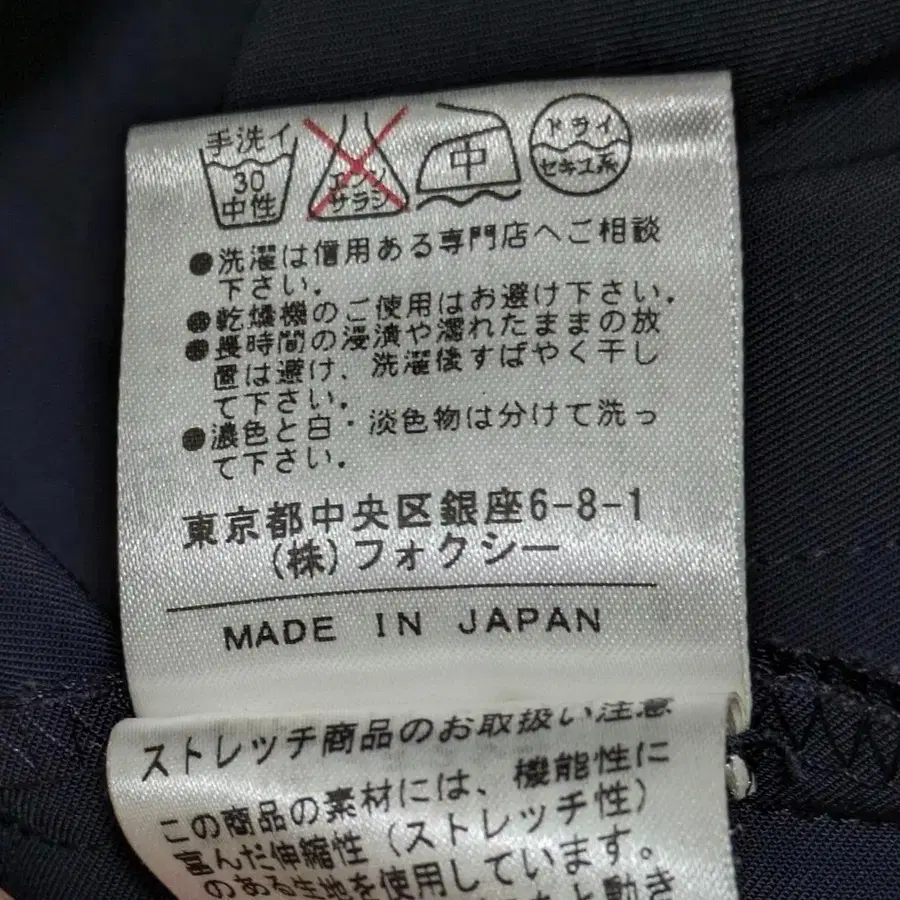 手洗イ
30
中性
エンソ
サラシ
中
ドライ
セキユ系
●洗濯は信用ある専門店へご相談
下さい。
●乾燥機のご使用はお避け下さい。
●長時間の浸漬や濡れたままの放
置は避け、洗濯後すばやく干し
て下さい。
●濃色と白・淡色物は分けて洗っ
て下さい。
東京都中央区銀座6-8-1
(株)フォクシー
MADE IN JAPAN
ストレッチ商品のお取扱い注意
この商品の素材には、機能性に
富んだ伸縮性(ストレッチ性)
のある生地を使用しています。
と動き